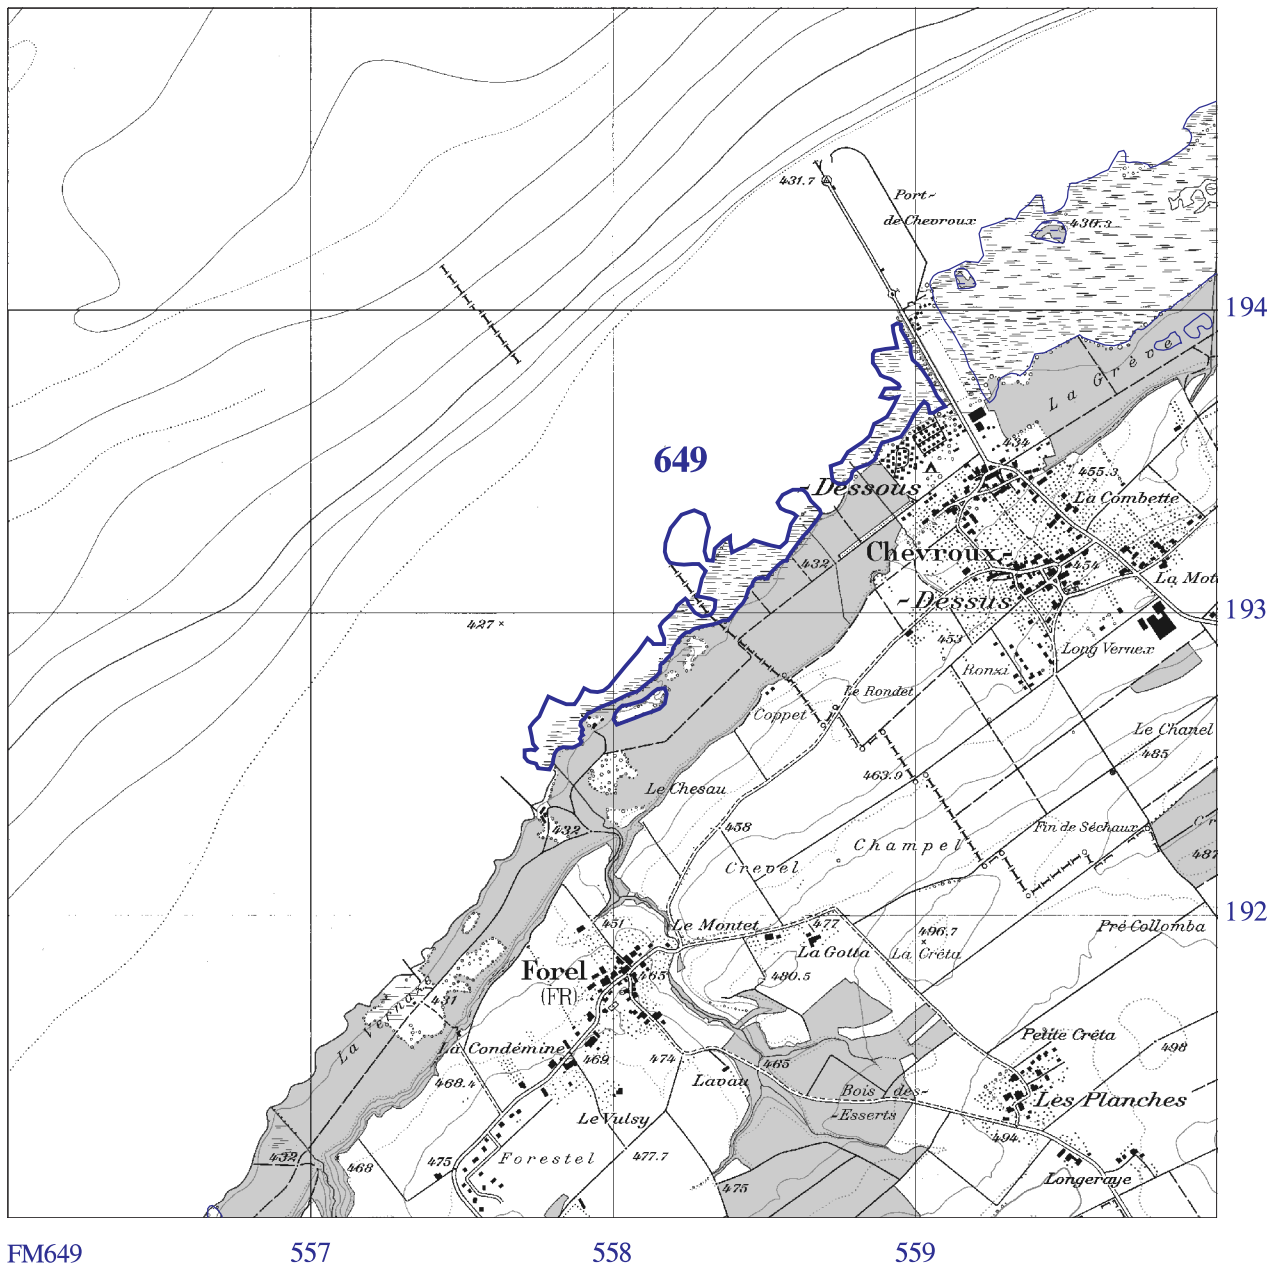 431.7
Port-
de Chevroux
430.3
194
La Grève
649
434
455.3
-Dessous
La Combette
Chevroux-
432
454
La Mot
-Dessus
193
427
453
Long Vernex
Ronxi
Le Rondet
Coppet
Le Chanel
485
463.9
Le Chesau
432
458
Fin de Séchaux
Cr
Champel
487
Crevel
192
451
Le Montet
477
496.7
Pré Collomba
La Gotta
La Crêta
Forel
(FR)
465
480.5
431
La Vernaz
Petite Crêta
498
La Condémine
469
474
465
468.4
Lavau
Bois des-
-Esserts
Les Planches
Le Vulsy
494
432
468
475
Forestel
477.7
Longeraye
475
FM649
557
558
559